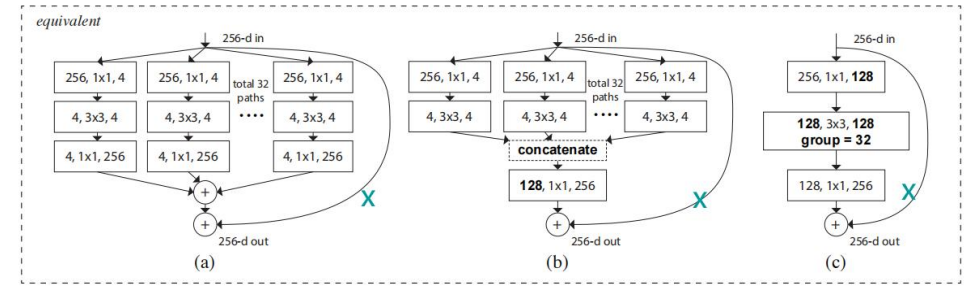 equivalent
256-d in
256, 1x1, 4
256, 1x1, 4
256, 1x1, 4
total 32
paths
....
4, 3x3, 4
4, 3x3, 4
4, 3x3, 4
4, 1x1, 256
4, 1x1, 256
4, 1x1, 256
+
X
+
256-d out
(a)
256-d in
256, 1x1, 4
256, 1x1, 4
256, 1x1, 4
total 32
paths
....
4, 3x3, 4
4, 3x3, 4
4, 3x3, 4
concatenate
128, 1x1, 256
X
+
256-d out
(b)
256-d in
256, 1x1, 128
128, 3x3, 128
group = 32
128, 1x1, 256
X
+
256-d out
(c)